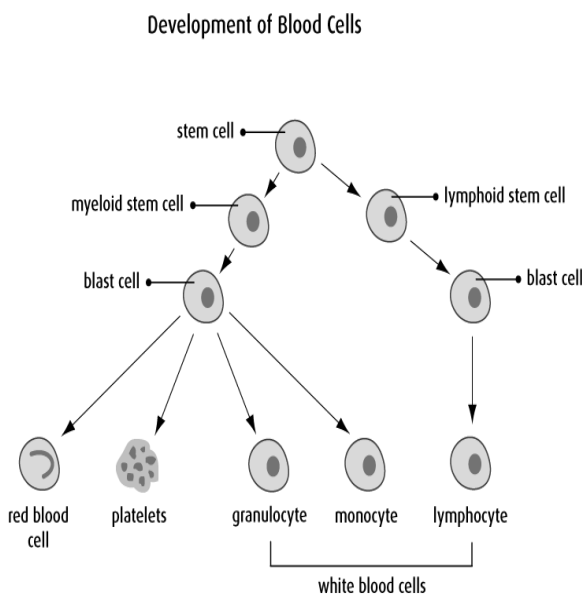 Development of Blood Cells
stem cell
myeloid stem cell
lymphoid stem cell
blast cell
blast cell
red blood
cell
platelets
granulocyte
monocyte
lymphocyte
white blood cells